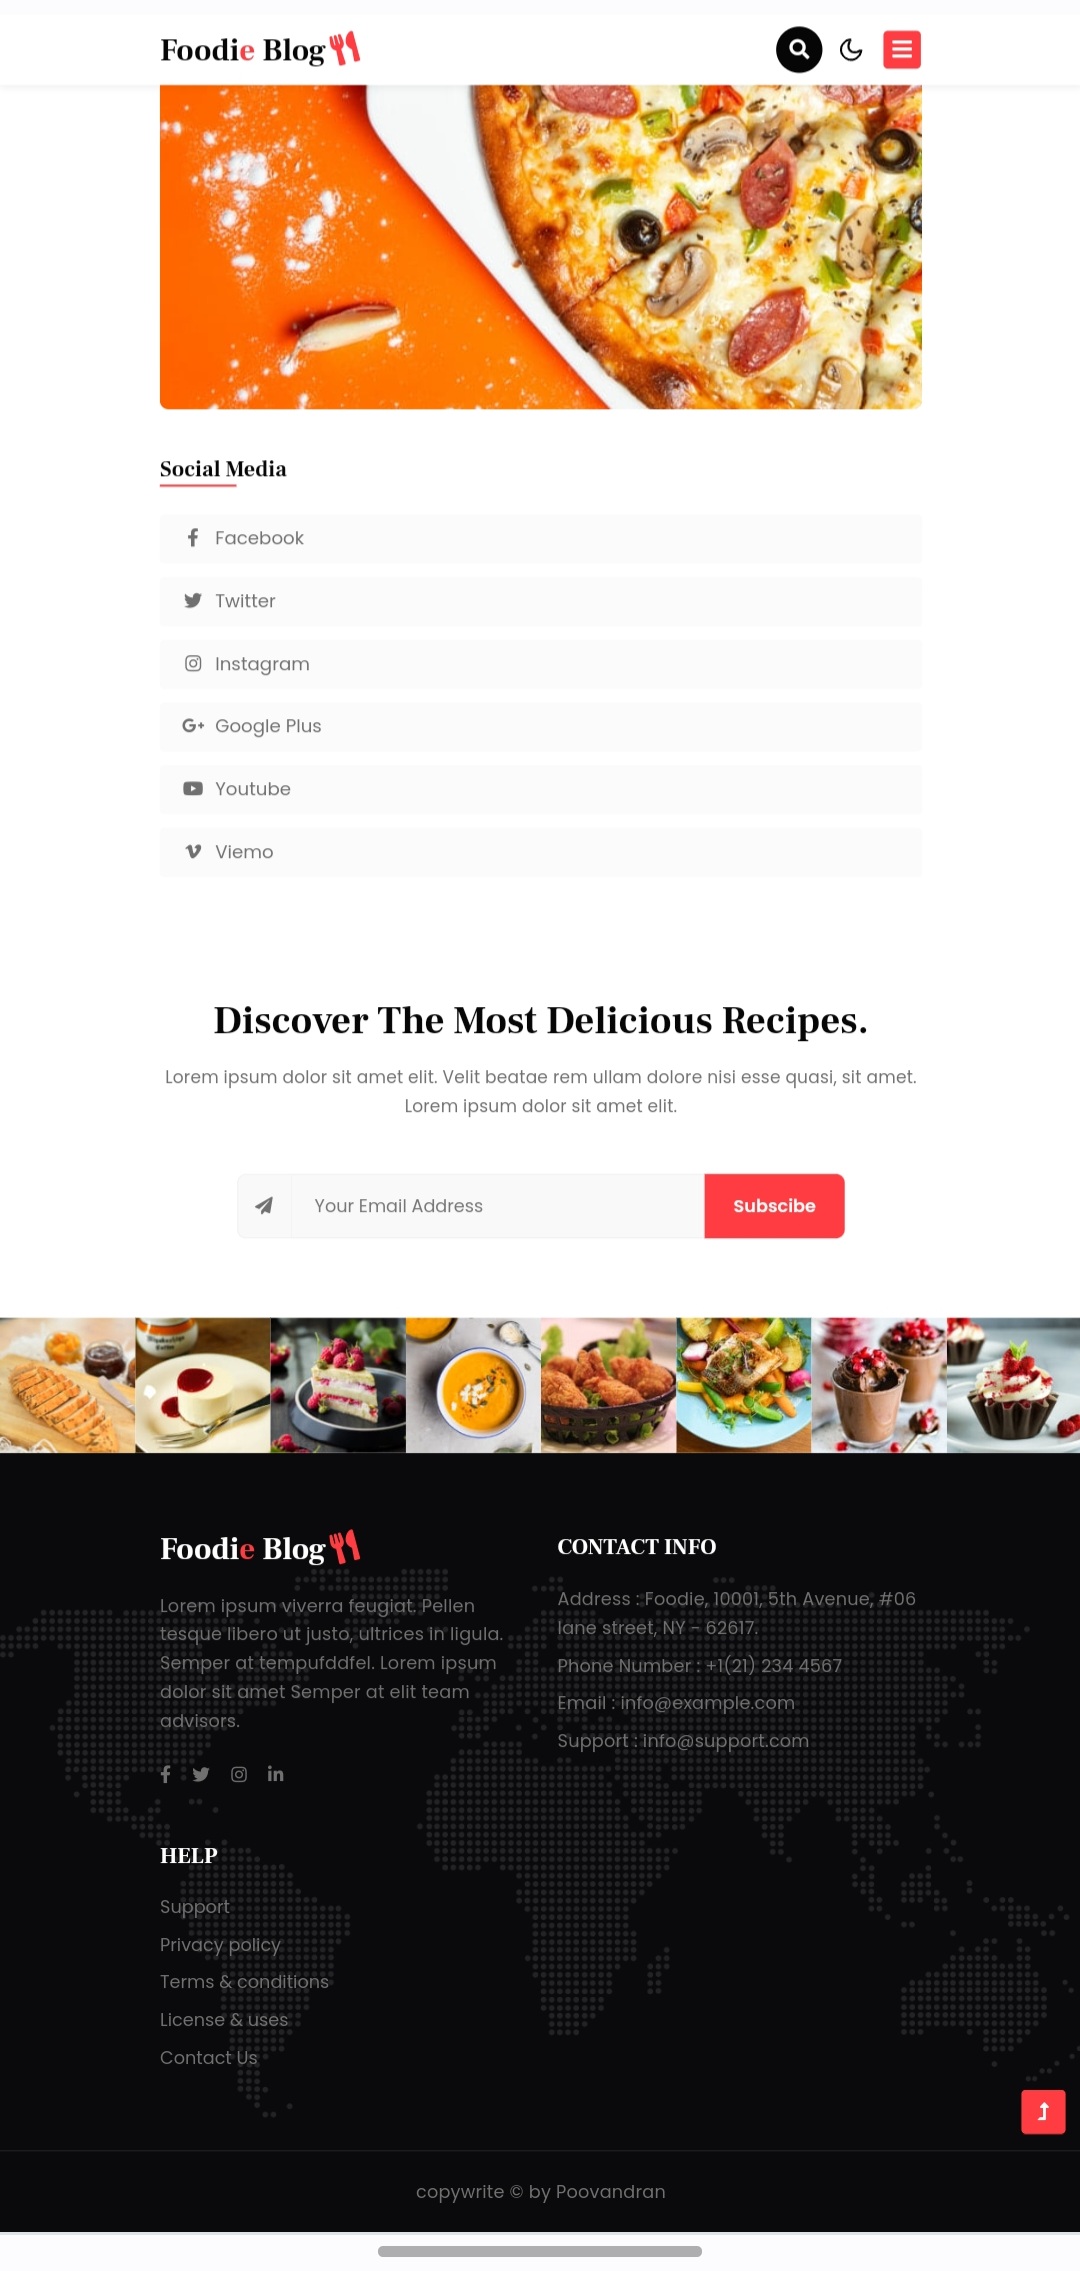 Foodie Blog
Social Media
Facebook
Twitter
Instagram
Google Plus
Youtube
Viemo
Discover The Most Delicious Recipes.
Lorem ipsum dolor sit amet elit. Velit beatae rem ullam dolore nisi esse quasi, sit amet.
Lorem ipsum dolor sit amet elit.
Your Email Address
Subscibe
Foodie Blog
Lorem ipsum viverra feugiat. Pellen
tesque libero ut justo, ultrices in ligula.
Semper at tempufddfel. Lorem ipsum
dolor sit amet Semper at elit team
advisors.
CONTACT INFO
Address : Foodie, 10001, 5th Avenue, #06
lane street, NY - 62617.
Phone Number : +1(21) 234 4567
Email : info@example.com
Support : info@support.com
HELP
Support
Privacy policy
Terms & conditions
License & uses
Contact Us
copywrite © by Poovandran